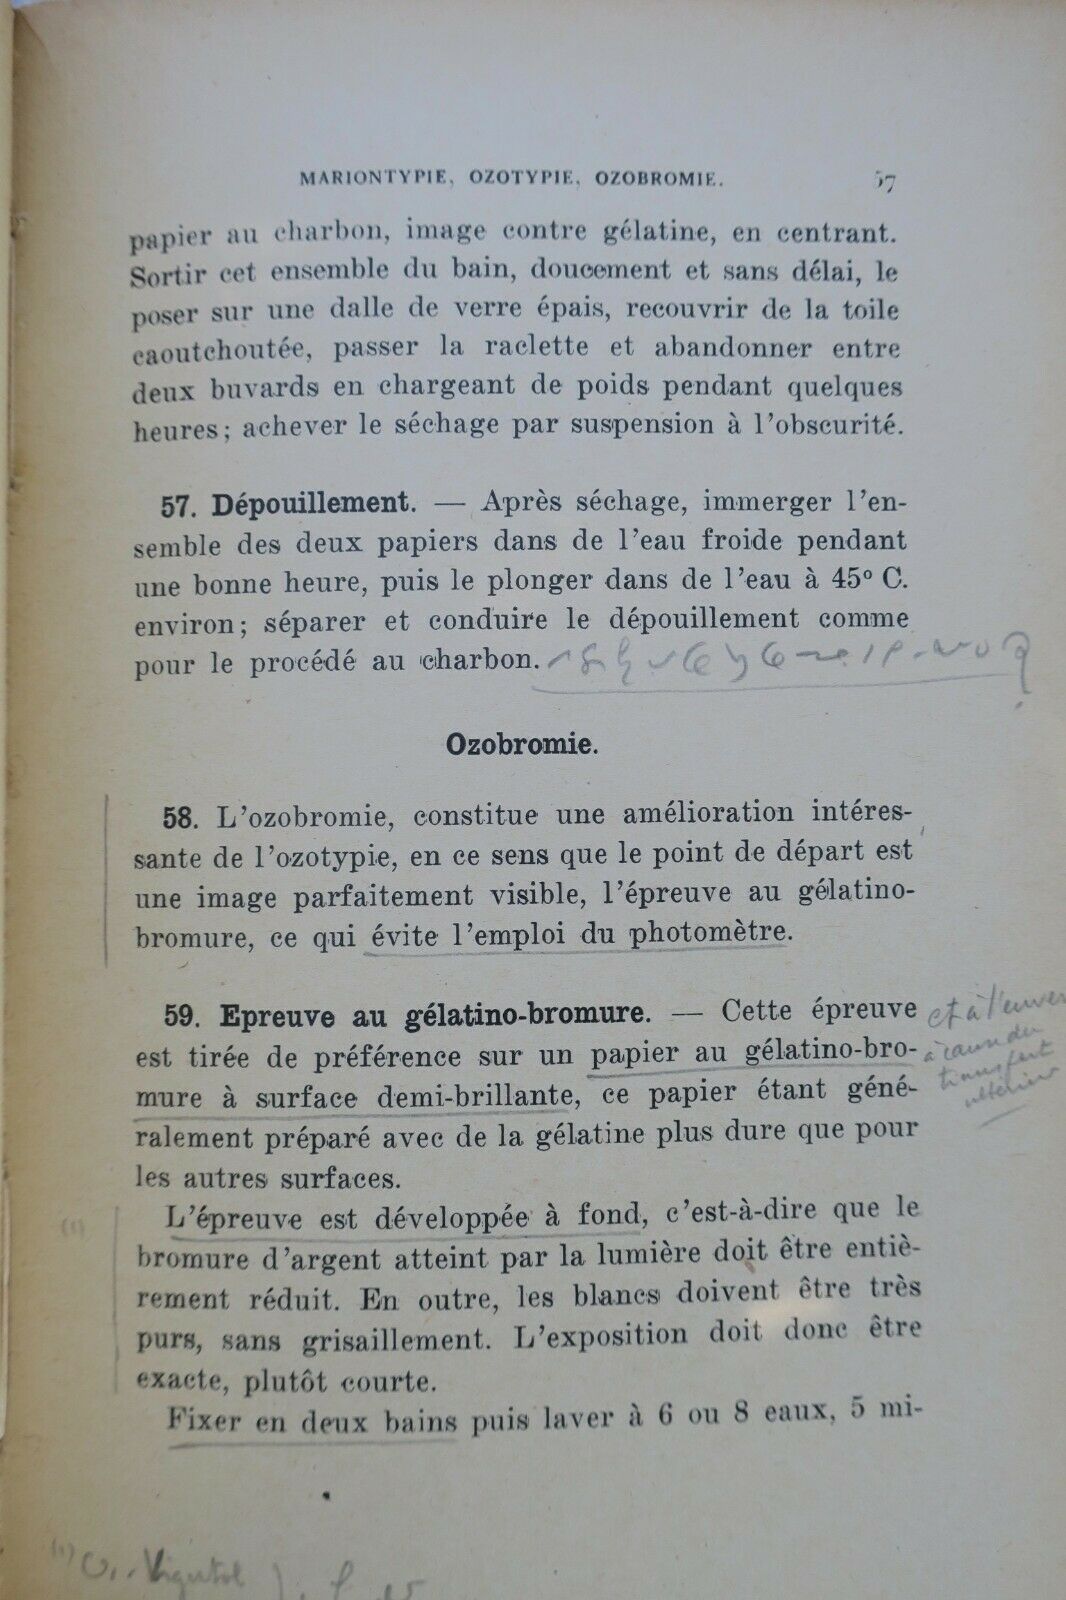 MARIONTYPIE, OZOTYPIE, OZOBROMIE. 57
papier au charbon, image contre gélatine, en centrant.
Sortir cet ensemble du bain, doucement et sans délai, le
poser sur une dalle de verre épais, recouvrir de la toile
caoutchoutée, passer la raclette et abandonner entre
deux buvards en chargeant de poids pendant quelques
heures; achever le séchage par suspension à l'obscurité.
57. Dépouillement. — Après séchage, immerger l'en-
semble des deux papiers dans de l'eau froide pendant
une bonne heure, puis le plonger dans de l'eau à 45° C.
environ; séparer et conduire le dépouillement comme
pour le procédé au charbon.
Ozobromie.
58. L'ozobromie, constitue une amélioration intéres-
sante de l'ozotypie, en ce sens que le point de départ est
une image parfaitement visible, l'épreuve au gélatino-
bromure, ce qui évite l'emploi du photomètre.
59. Epreuve au gélatino-bromure. — Cette épreuve
est tirée de préférence sur un papier au gélatino-bro-
mure à surface demi-brillante, ce papier étant géné-
ralement préparé avec de la gélatine plus dure que pour
les autres surfaces.
et à l'envers
à cause du
transfert
ultérieur
(1)
L'épreuve est développée à fond, c'est-à-dire que le
bromure d'argent atteint par la lumière doit être entiè-
rement réduit. En outre, les blancs doivent être très
purs, sans grisaillement. L'exposition doit donc être
exacte, plutôt courte.
Fixer en deux bains puis laver à 6 ou 8 eaux, 5 mi-
(1)